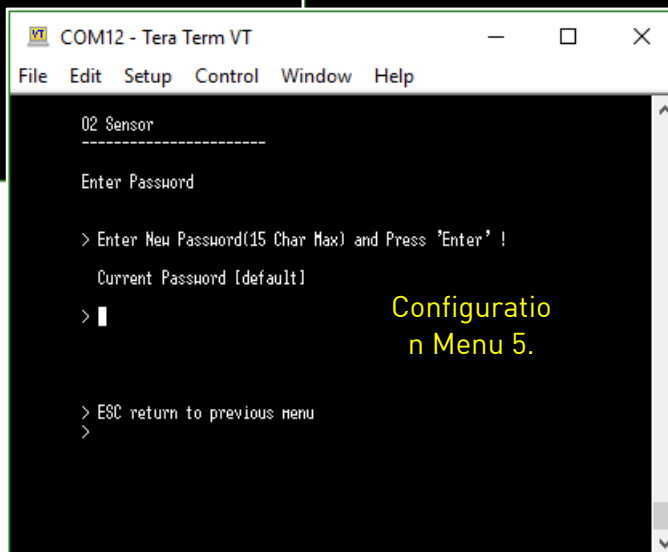 COM12 - Tera Term VT
File Edit Setup Control Window Help
O2 Sensor
-----------------------
Enter Password
> Enter New Password(15 Char Max) and Press 'Enter' !
Current Password [default]
>
Configuratio
n Menu 5.
> ESC return to previous menu
>